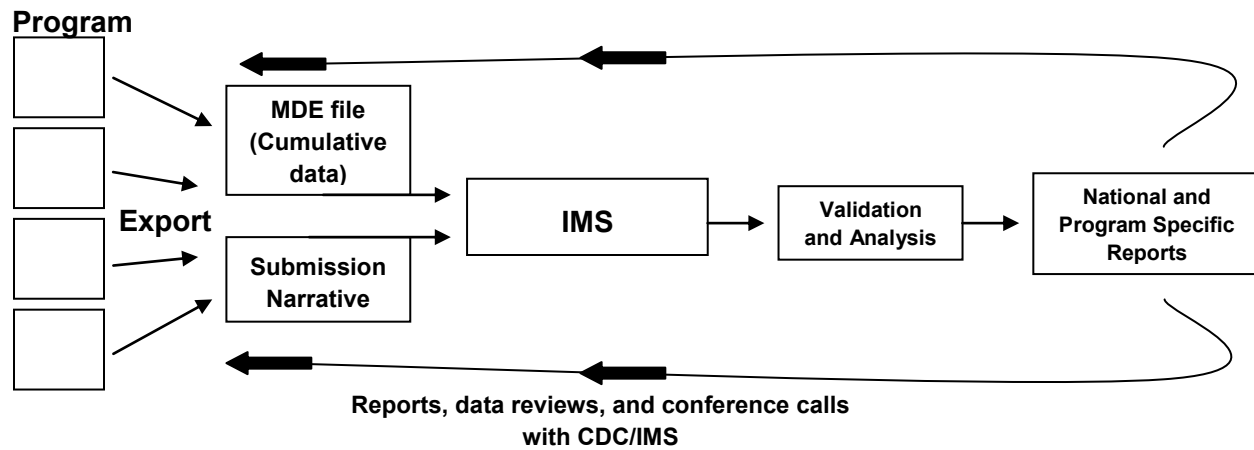 Program
MDE file
(Cumulative
data)
Export
Submission
Narrative
IMS
Validation
and Analysis
National and
Program Specific
Reports
Reports, data reviews, and conference calls
with CDC/IMS